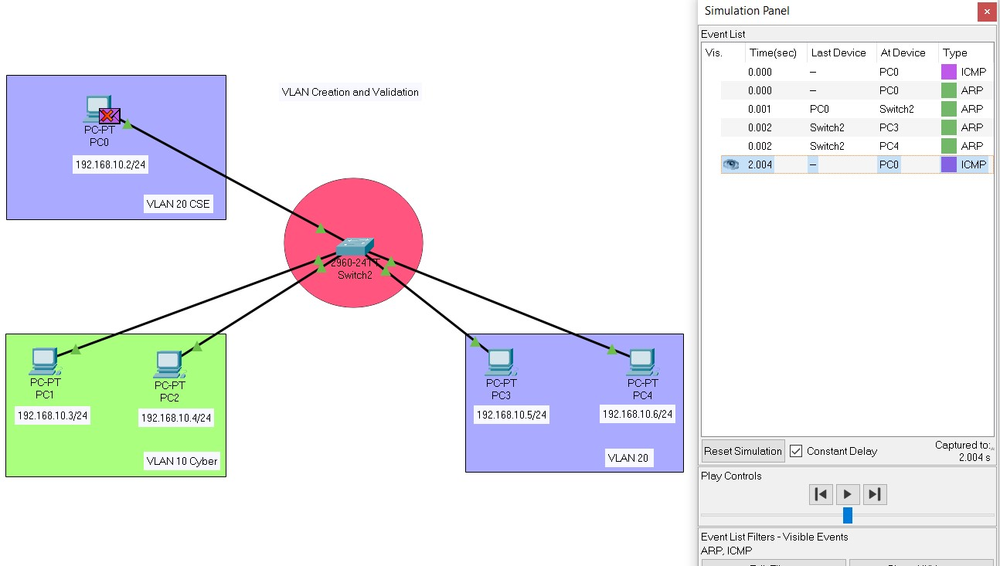 VLAN Creation and Validation
PC-PT
PC0
192.168.10.2/24
VLAN 20 CSE
2960-24TT
Switch2
PC-PT
PC1
192.168.10.3/24
PC-PT
PC2
192.168.10.4/24
VLAN 10 Cyber
PC-PT
PC3
192.168.10.5/24
PC-PT
PC4
192.168.10.6/24
VLAN 20
Simulation Panel
Event List
Vis. Time(sec) Last Device At Device Type
0.000 -- PC0 ICMP
0.000 -- PC0 ARP
0.001 PC0 Switch2 ARP
0.002 Switch2 PC3 ARP
0.002 Switch2 PC4 ARP
2.004 -- PC0 ICMP
Reset Simulation Constant Delay
Captured to:
2.004 s
Play Controls
Event List Filters - Visible Events
ARP, ICMP